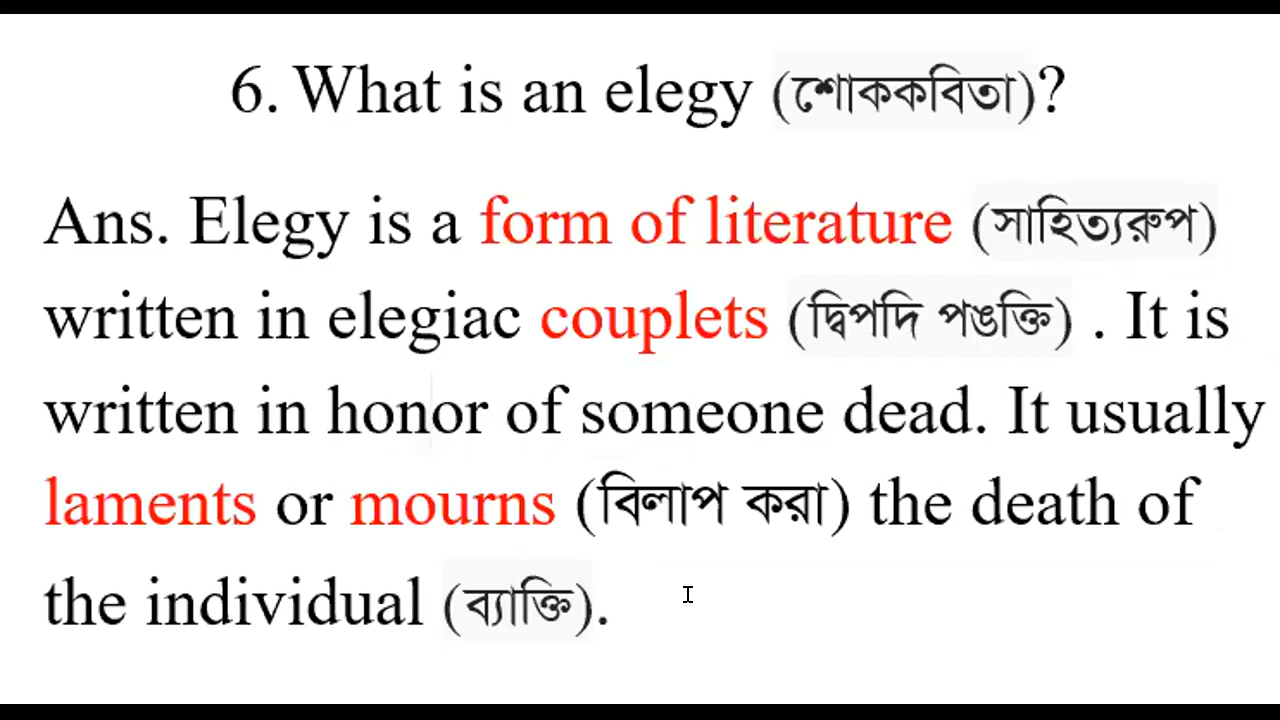 6. What is an elegy (শোককবিতা)?
Ans. Elegy is a form of literature (সাহিত্যরুপ)
written in elegiac couplets (দ্বিপদি পঙক্তি) . It is
written in honor of someone dead. It usually
laments or mourns (বিলাপ করা) the death of
the individual (ব্যাক্তি).